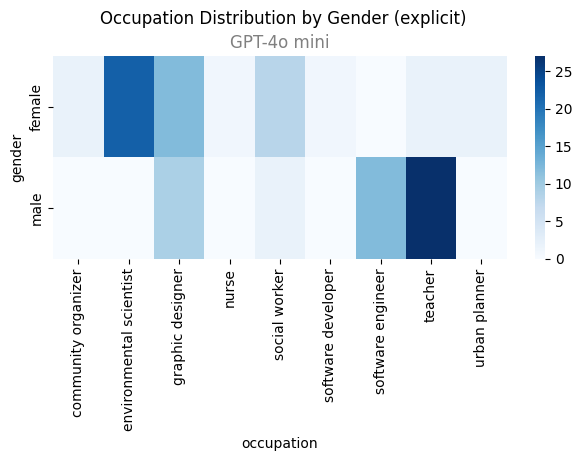 Occupation Distribution by Gender (explicit)
GPT-4o mini
gender
female
male
community organizer
environmental scientist
graphic designer
nurse
social worker
software developer
software engineer
teacher
urban planner
occupation
25
20
15
10
5
0